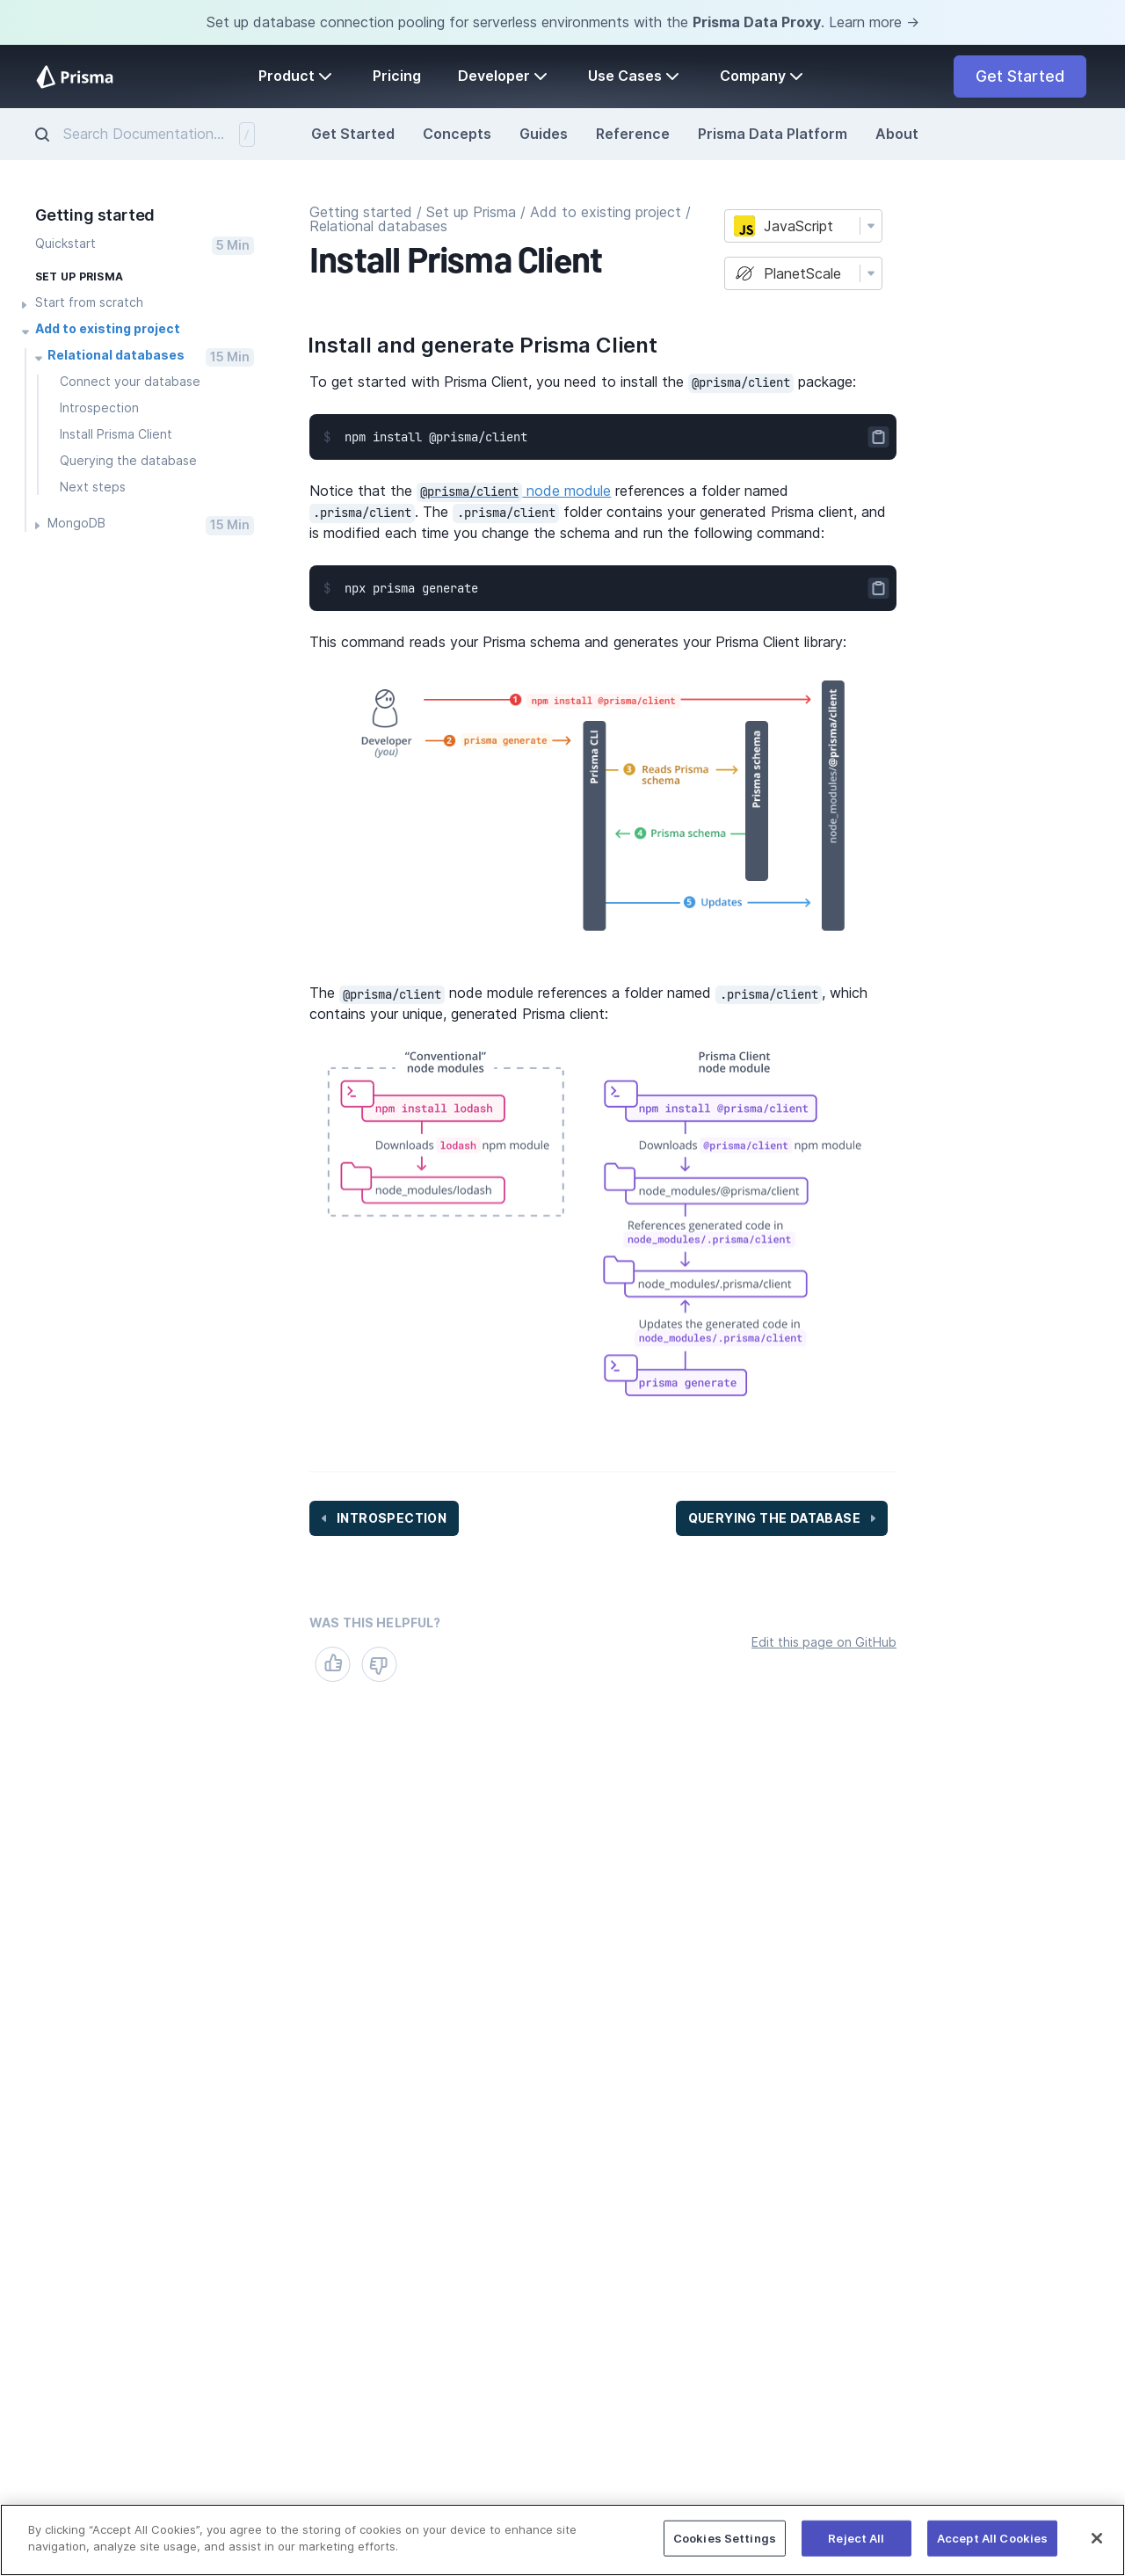 Set up database connection pooling for serverless environments with the Prisma Data Proxy. Learn more →
Prisma
Product
Pricing
Developer
Use Cases
Company
Get Started
Search Documentation...
/
Get Started
Concepts
Guides
Reference
Prisma Data Platform
About
Getting started
Quickstart
5 Min
SET UP PRISMA
Start from scratch
Add to existing project
Relational databases
15 Min
Connect your database
Introspection
Install Prisma Client
Querying the database
Next steps
MongoDB
15 Min
Getting started / Set up Prisma / Add to existing project /
Relational databases
Install Prisma Client
JS JavaScript
PlanetScale
Install and generate Prisma Client
To get started with Prisma Client, you need to install the @prisma/client package:
$ npm install @prisma/client
Notice that the @prisma/client node module references a folder named
.prisma/client. The .prisma/client folder contains your generated Prisma client, and
is modified each time you change the schema and run the following command:
$ npx prisma generate
This command reads your Prisma schema and generates your Prisma Client library:
Developer
(you)
1 npm install @prisma/client
2 prisma generate
Prisma CLI
3 Reads Prisma
schema
Prisma schema
4 Prisma schema
5 Updates
node_modules/@prisma/client
The @prisma/client node module references a folder named .prisma/client, which
contains your unique, generated Prisma client:
“Conventional”
node modules
npm install lodash
Downloads lodash npm module
node_modules/lodash
Prisma Client
node module
npm install @prisma/client
Downloads @prisma/client npm module
node_modules/@prisma/client
References generated code in
node_modules/.prisma/client
node_modules/.prisma/client
Updates the generated code in
node_modules/.prisma/client
prisma generate
INTROSPECTION
QUERYING THE DATABASE
WAS THIS HELPFUL?
Edit this page on GitHub
By clicking “Accept All Cookies”, you agree to the storing of cookies on your device to enhance site
navigation, analyze site usage, and assist in our marketing efforts.
Cookies Settings
Reject All
Accept All Cookies